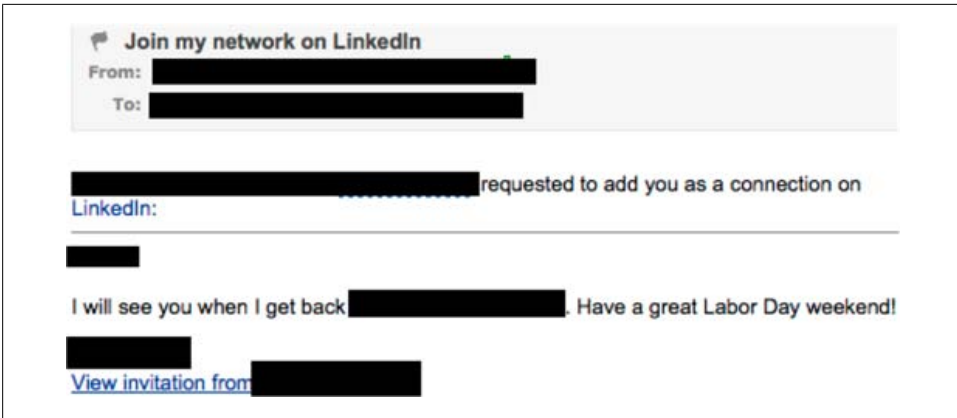 Join my network on LinkedIn
From:
To:
requested to add you as a connection on
LinkedIn:
I will see you when I get back . Have a great Labor Day weekend!
View invitation from